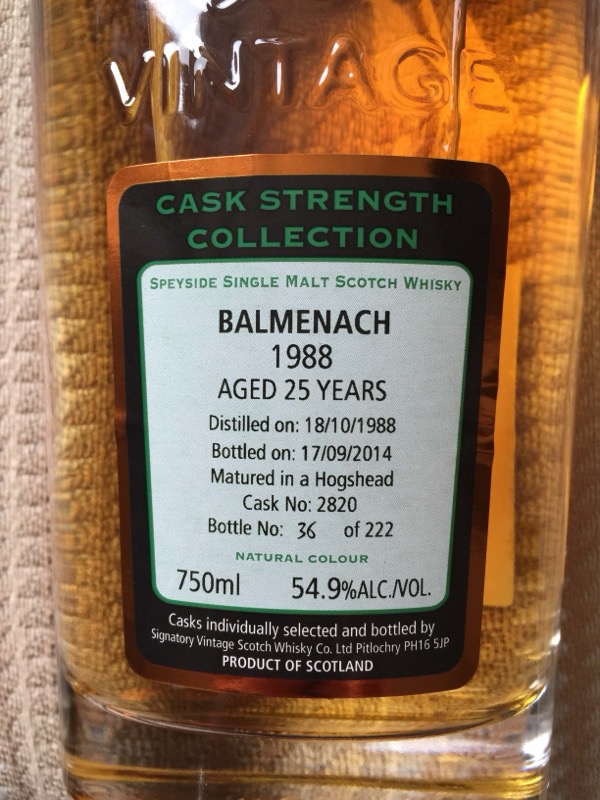 VINTAGE
CASK STRENGTH
COLLECTION
SPEYSIDE SINGLE MALT SCOTCH WHISKY
BALMENACH
1988
AGED 25 YEARS
Distilled on: 18/10/1988
Bottled on: 17/09/2014
Matured in a Hogshead
Cask No: 2820
Bottle No: 36 of 222
NATURAL COLOUR
750ml 54.9%ALC./VOL.
Casks individually selected and bottled by
Signatory Vintage Scotch Whisky Co. Ltd Pitlochry PH16 5JP
PRODUCT OF SCOTLAND